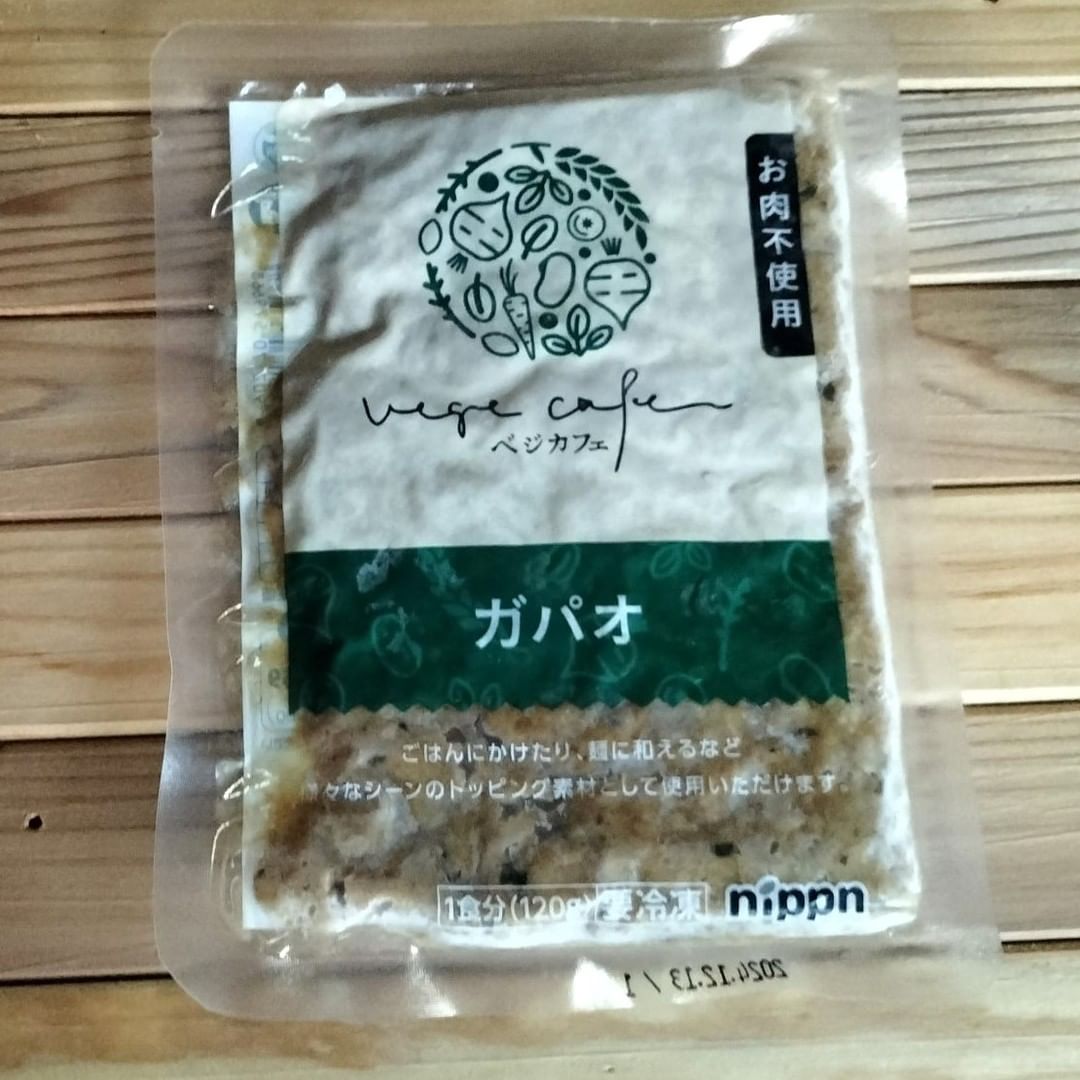 お肉不使用
vege cafe
ベジカフェ
ガパオ
ごはんにかけたり、麺に和えるなど
様々なシーンのトッピング素材として使用いただけます。
1食分(120g)
要冷凍
nippn
2024.12.13 / 1